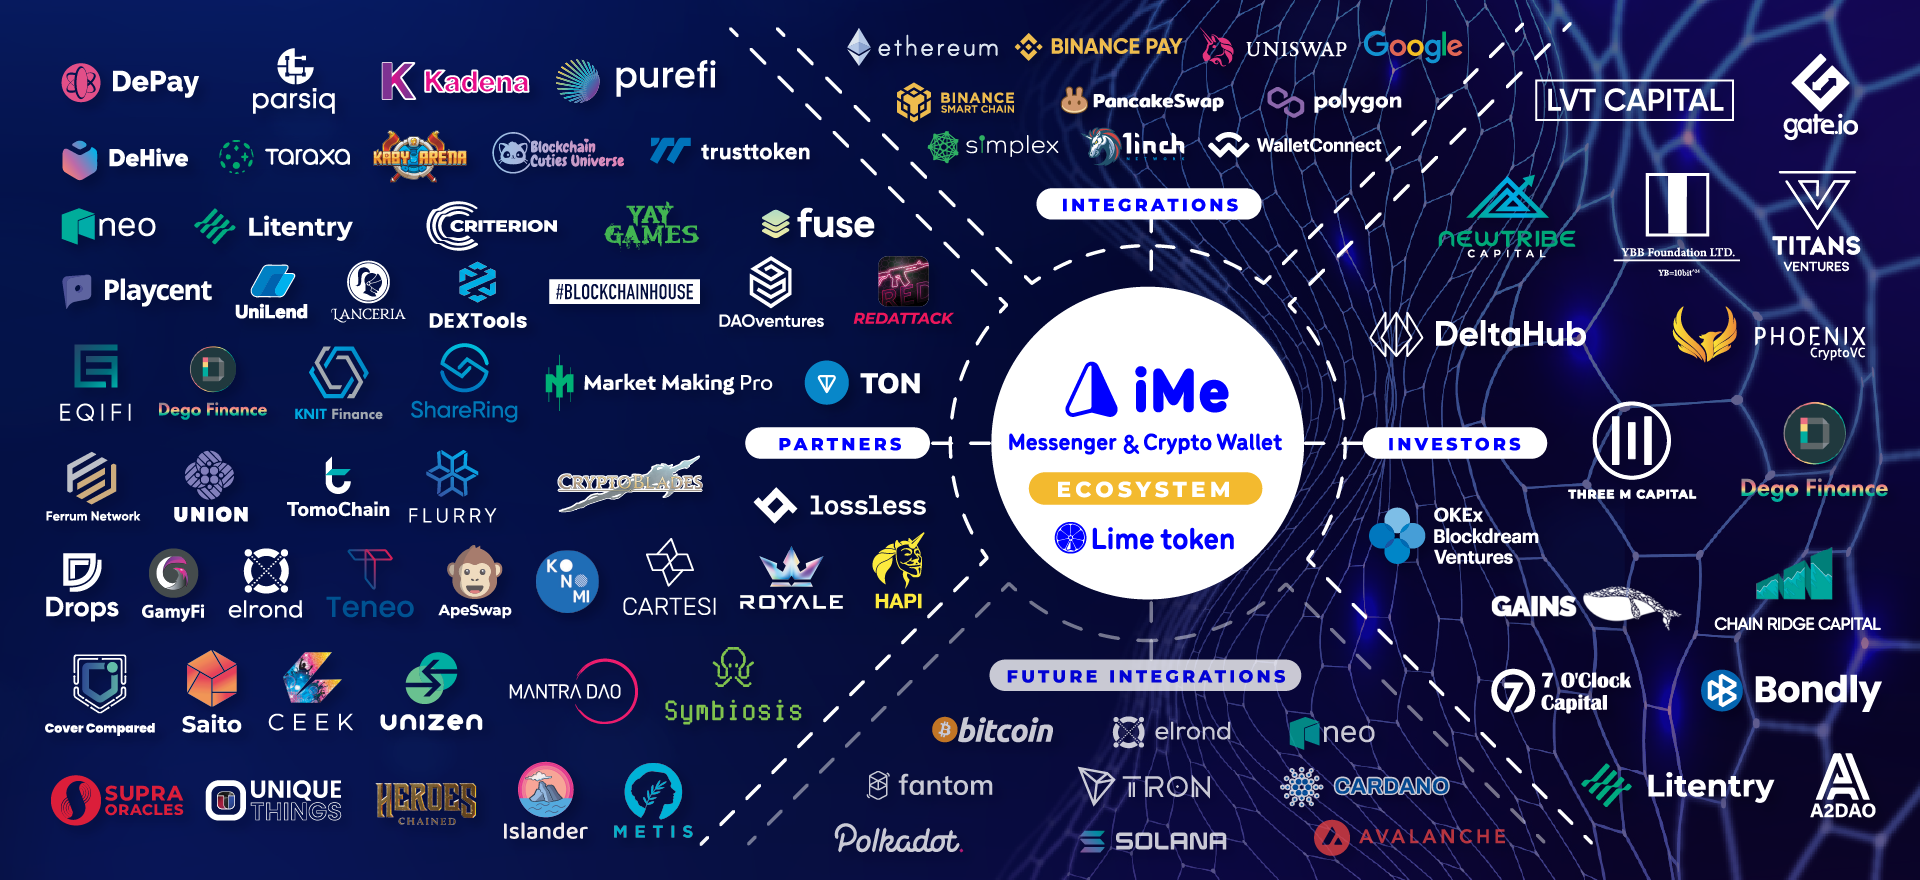 DePay
parsiq
Kadena
purefi
DeHive
TARAXA
KABY ARENA
Blockchain
Cuties Universe
trusttoken
neo
Litentry
CRITERION
YAY
GAMES
fuse
Playcent
UniLend
LANCERIA
DEXTools
#BLOCKCHAINHOUSE
DAOventures
RED
REDATTACK
EQIFI
Dego Finance
KNIT Finance
ShareRing
Market Making Pro
TON
PARTNERS
Ferrum Network
UNION
TomoChain
FLURRY
CRYPTOBLADES
lossless
Drops
GamyFi
elrond
Teneo
ApeSwap
KONOMI
CARTESI
ROYALE
HAPI
Cover Compared
Saito
CEEK
UNIZEN
MANTRA DAO
Symbiosis
SUPRA
ORACLES
UNIQUE
THINGS
HEROES
CHAINED
Islander
METIS
ethereum
BINANCE PAY
UNISWAP
Google
BINANCE
SMART CHAIN
PancakeSwap
polygon
simplex
1inch
NETWORK
WalletConnect
INTEGRATIONS
iMe
Messenger & Crypto Wallet
ECOSYSTEM
Lime token
FUTURE INTEGRATIONS
bitcoin
elrond
neo
fantom
TRON
CARDANO
Polkadot.
SOLANA
AVALANCHE
LVT CAPITAL
gate.io
NEWTRIBE
CAPITAL
YBB Foundation LTD.
YB=10bit^24
TITANS
VENTURES
DeltaHub
PHOENIX
CryptoVC
INVESTORS
THREE M CAPITAL
Dego Finance
OKEx
Blockdream
Ventures
GAINS
CHAIN RIDGE CAPITAL
7 O'Clock
Capital
Bondly
Litentry
A2DAO